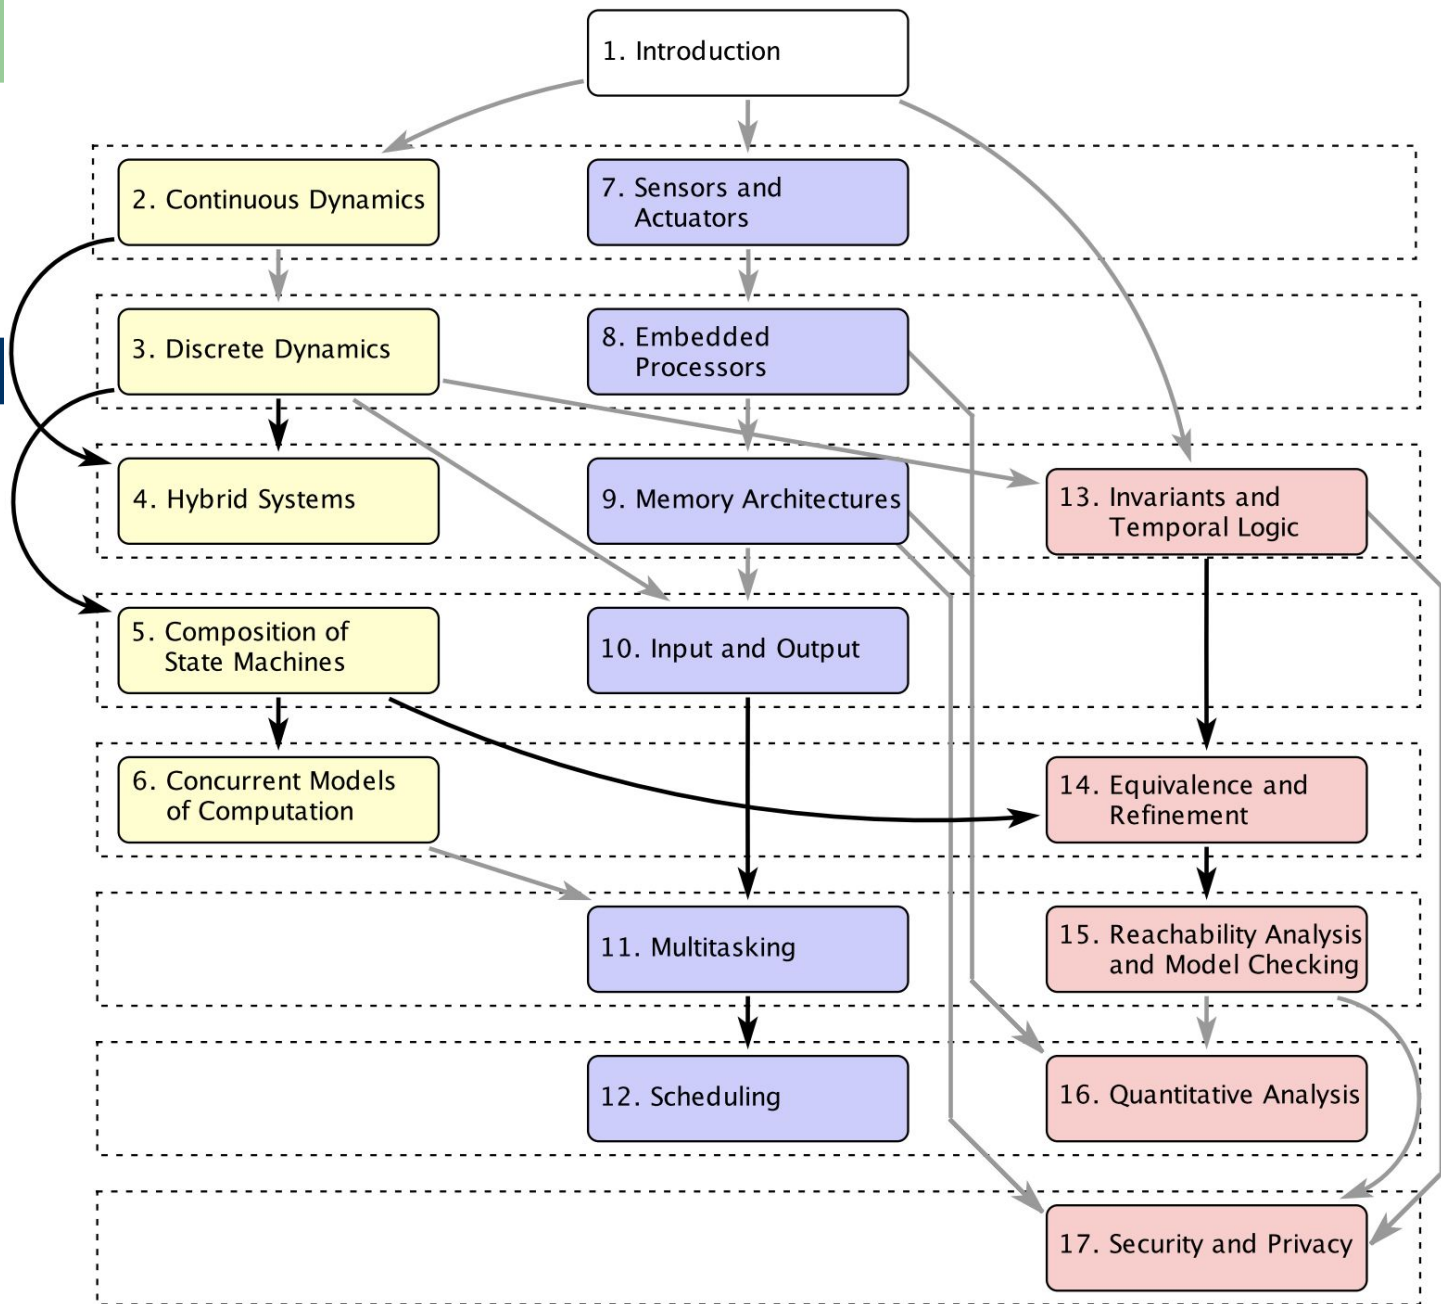 1. Introduction
2. Continuous Dynamics
7. Sensors and
Actuators
3. Discrete Dynamics
8. Embedded
Processors
4. Hybrid Systems
9. Memory Architectures
13. Invariants and
Temporal Logic
5. Composition of
State Machines
10. Input and Output
6. Concurrent Models
of Computation
14. Equivalence and
Refinement
11. Multitasking
15. Reachability Analysis
and Model Checking
12. Scheduling
16. Quantitative Analysis
17. Security and Privacy